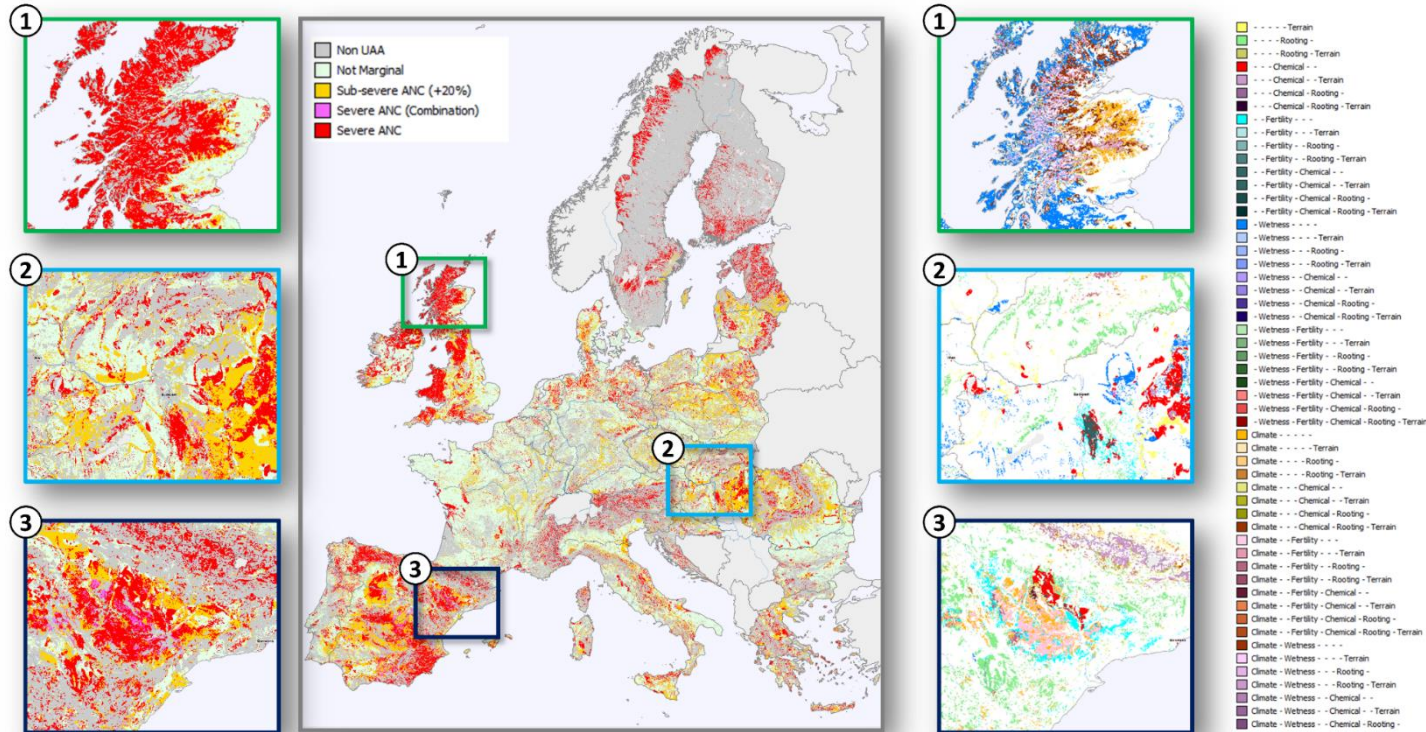 1
Non UAA
Not Marginal
Sub-severe ANC (+20%)
Severe ANC (Combination)
Severe ANC
1
2
3
1
2
3
1
2
3
- - - - - Terrain
- - - - Rooting -
- - - - Rooting - Terrain
- - - Chemical - -
- - - Chemical - - Terrain
- - - Chemical - Rooting -
- - - Chemical - Rooting - Terrain
- - Fertility - - -
- - Fertility - - - Terrain
- - Fertility - - Rooting -
- - Fertility - - Rooting - Terrain
- - Fertility - Chemical - -
- - Fertility - Chemical - - Terrain
- - Fertility - Chemical - Rooting -
- - Fertility - Chemical - Rooting - Terrain
- Wetness - - - -
- Wetness - - - - Terrain
- Wetness - - - Rooting -
- Wetness - - - Rooting - Terrain
- Wetness - - Chemical - -
- Wetness - - Chemical - - Terrain
- Wetness - - Chemical - Rooting -
- Wetness - - Chemical - Rooting - Terrain
- Wetness - Fertility - - -
- Wetness - Fertility - - - Terrain
- Wetness - Fertility - - Rooting -
- Wetness - Fertility - - Rooting - Terrain
- Wetness - Fertility - Chemical - -
- Wetness - Fertility - Chemical - - Terrain
- Wetness - Fertility - Chemical - Rooting -
- Wetness - Fertility - Chemical - Rooting - Terrain
Climate - - - - -
Climate - - - - - Terrain
Climate - - - - Rooting -
Climate - - - - Rooting - Terrain
Climate - - - Chemical - -
Climate - - - Chemical - - Terrain
Climate - - - Chemical - Rooting -
Climate - - - Chemical - Rooting - Terrain
Climate - - Fertility - - -
Climate - - Fertility - - - Terrain
Climate - - Fertility - - Rooting -
Climate - - Fertility - - Rooting - Terrain
Climate - - Fertility - Chemical - -
Climate - - Fertility - Chemical - - Terrain
Climate - - Fertility - Chemical - Rooting -
Climate - - Fertility - Chemical - Rooting - Terrain
Climate - Wetness - - - -
Climate - Wetness - - - - Terrain
Climate - Wetness - - - Rooting -
Climate - Wetness - - - Rooting - Terrain
Climate - Wetness - - Chemical - -
Climate - Wetness - - Chemical - - Terrain
Climate - Wetness - - Chemical - Rooting -